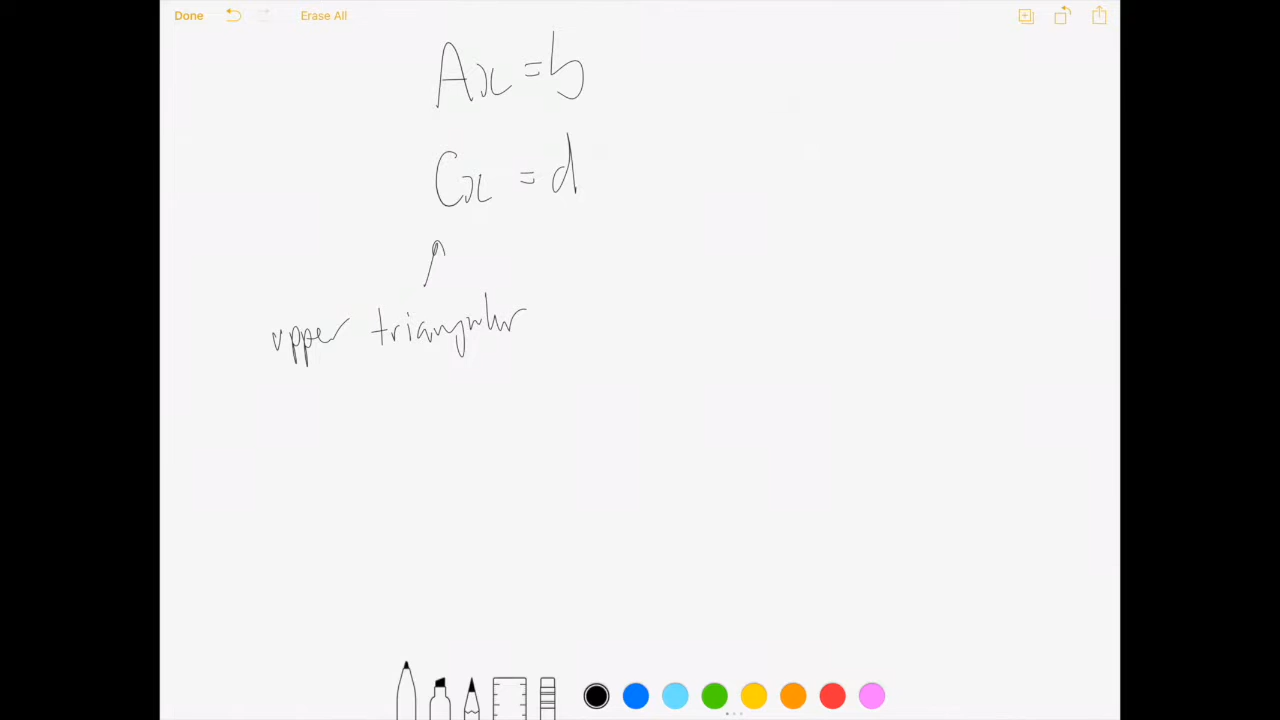 Done Erase All
Ax = b
Cx = d
upper triangular